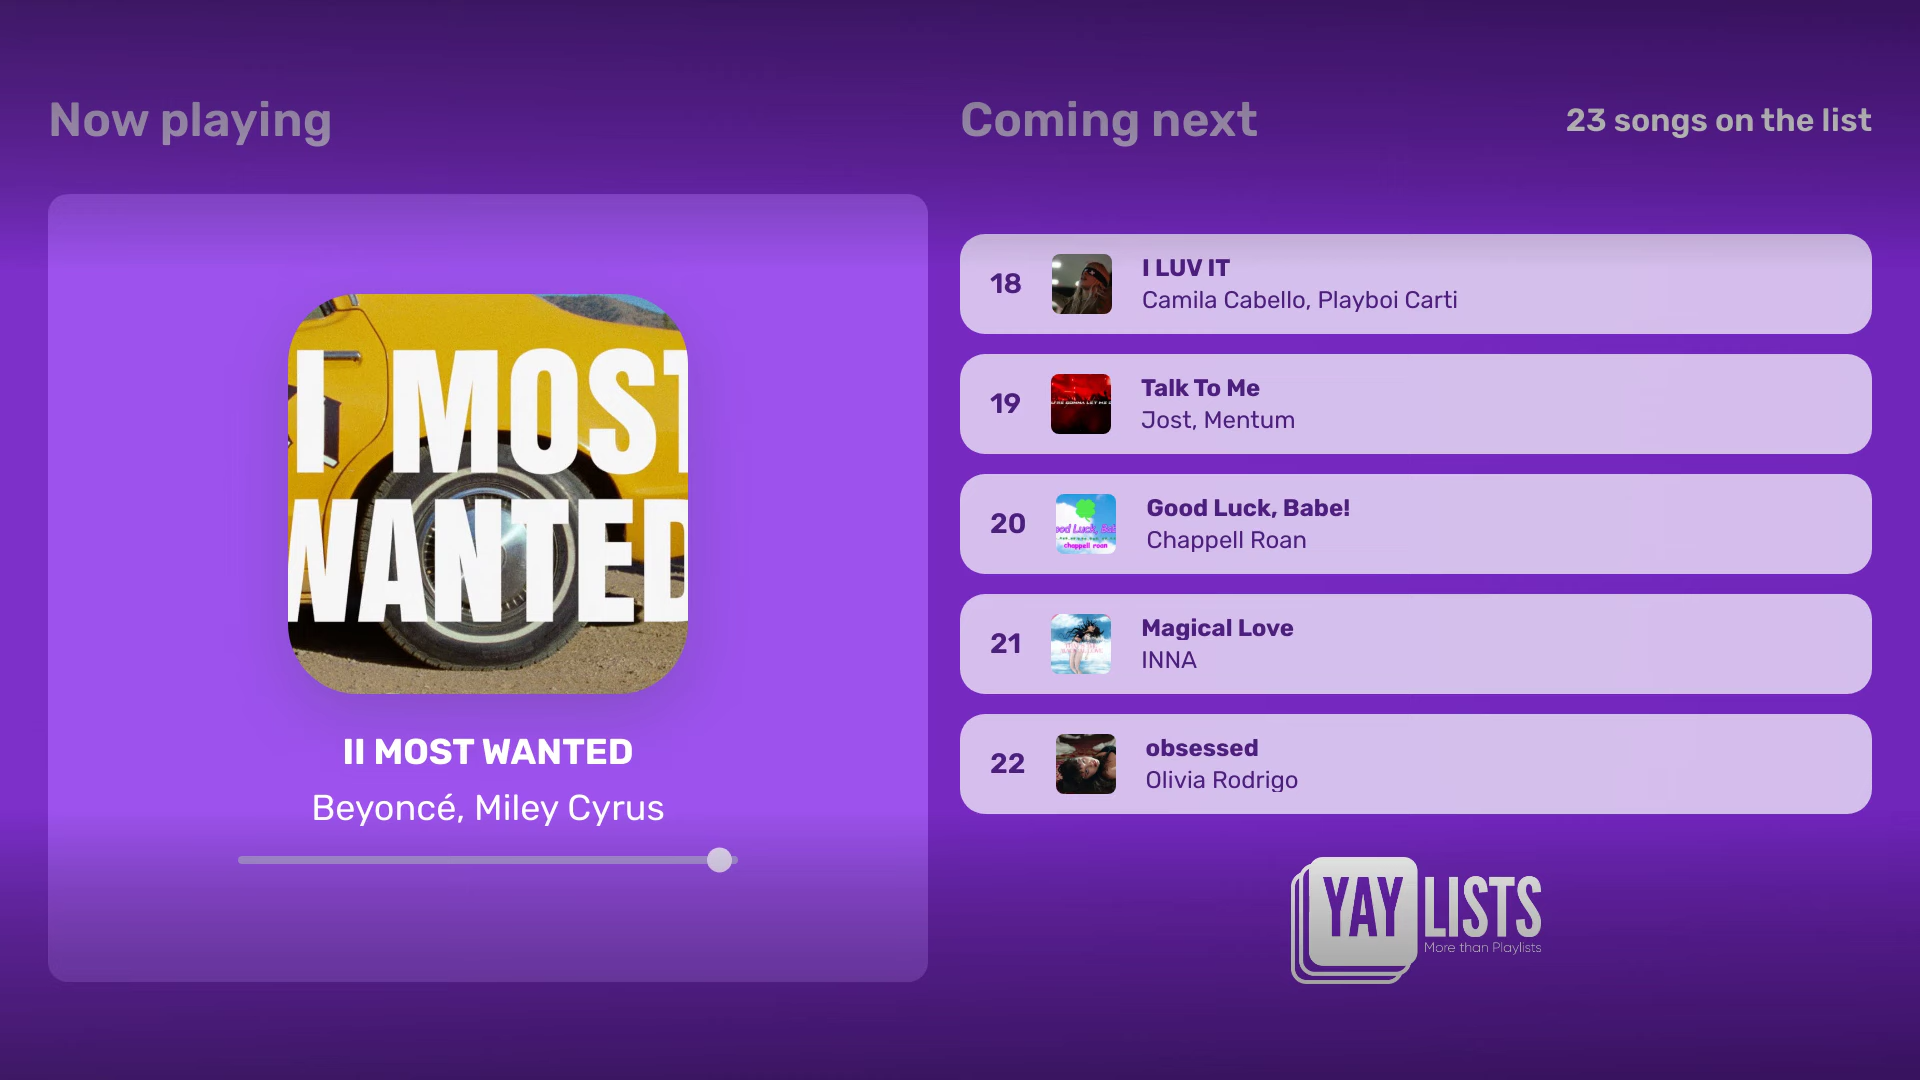 Now playing
I MOST
WANTED
II MOST WANTED
Beyoncé, Miley Cyrus
Coming next
23 songs on the list
18
I LUV IT
Camila Cabello, Playboi Carti
19
Talk To Me
Jost, Mentum
20
Good Luck, Babe!
Chappell Roan
chappell roan
21
Magical Love
INNA
22
obsessed
Olivia Rodrigo
YAY LISTS
More than Playlists